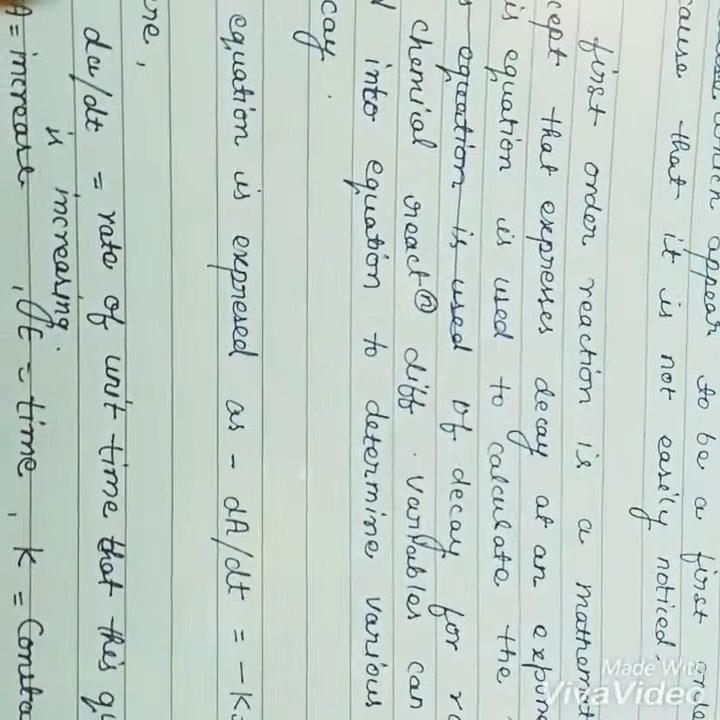 which appear to be a first
cause that it is not easily noticed.
first order reaction is a mathemat
cept that expresses decay at an expon
is equation is used to calculate the
s equation is used of decay for
chemical react(n) diff. variables can
into equation to determine various
cay.
equation is expresed as - dA/dt = - K
re,
da/dt = rate of unit time that this qu
is increasing.
A = increase, t = time, K = Consta
Made With
VivaVideo